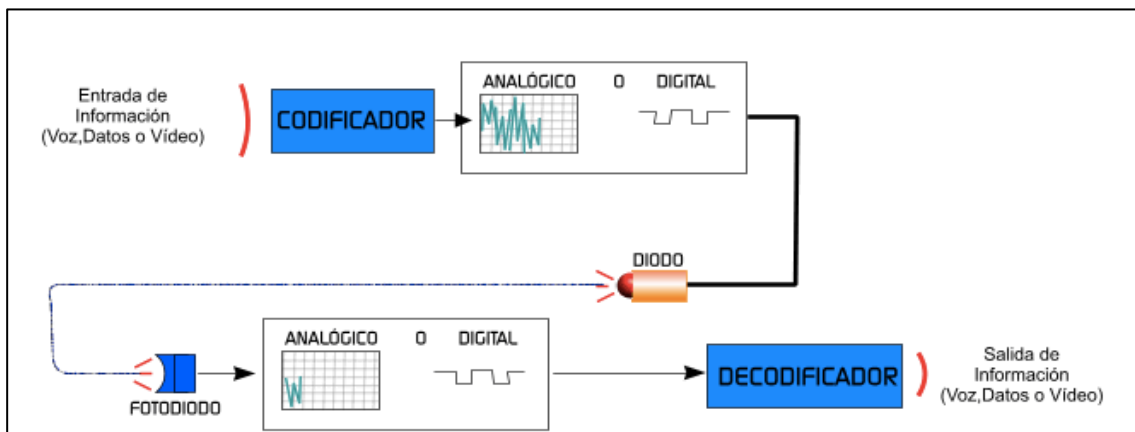 Entrada de
Información
(Voz,Datos o Vídeo)
CODIFICADOR
ANALÓGICO O DIGITAL
DIODO
ANALÓGICO O DIGITAL
FOTODIODO
DECODIFICADOR
Salida de
Información
(Voz,Datos o Vídeo)